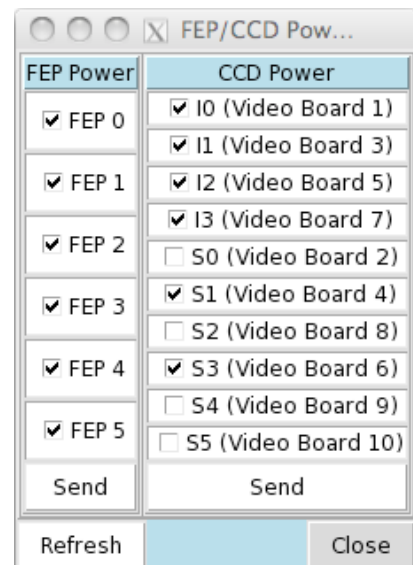 FEP/CCD Pow...
FEP Power
CCD Power
FEP 0
FEP 1
FEP 2
FEP 3
FEP 4
FEP 5
Send
I0 (Video Board 1)
I1 (Video Board 3)
I2 (Video Board 5)
I3 (Video Board 7)
S0 (Video Board 2)
S1 (Video Board 4)
S2 (Video Board 8)
S3 (Video Board 6)
S4 (Video Board 9)
S5 (Video Board 10)
Send
Refresh
Close